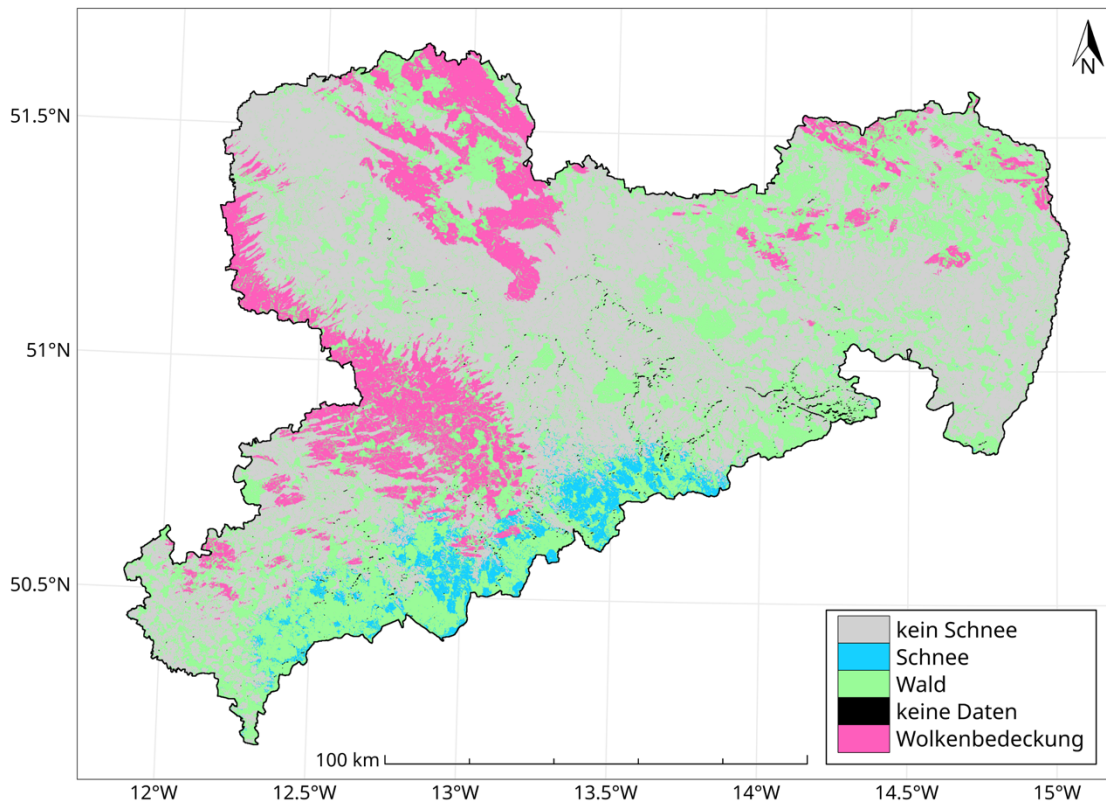 N
51.5°N
51°N
50.5°N
kein Schnee
Schnee
Wald
keine Daten
Wolkenbedeckung
100 km
12°W 12.5°W 13°W 13.5°W 14°W 14.5°W 15°W